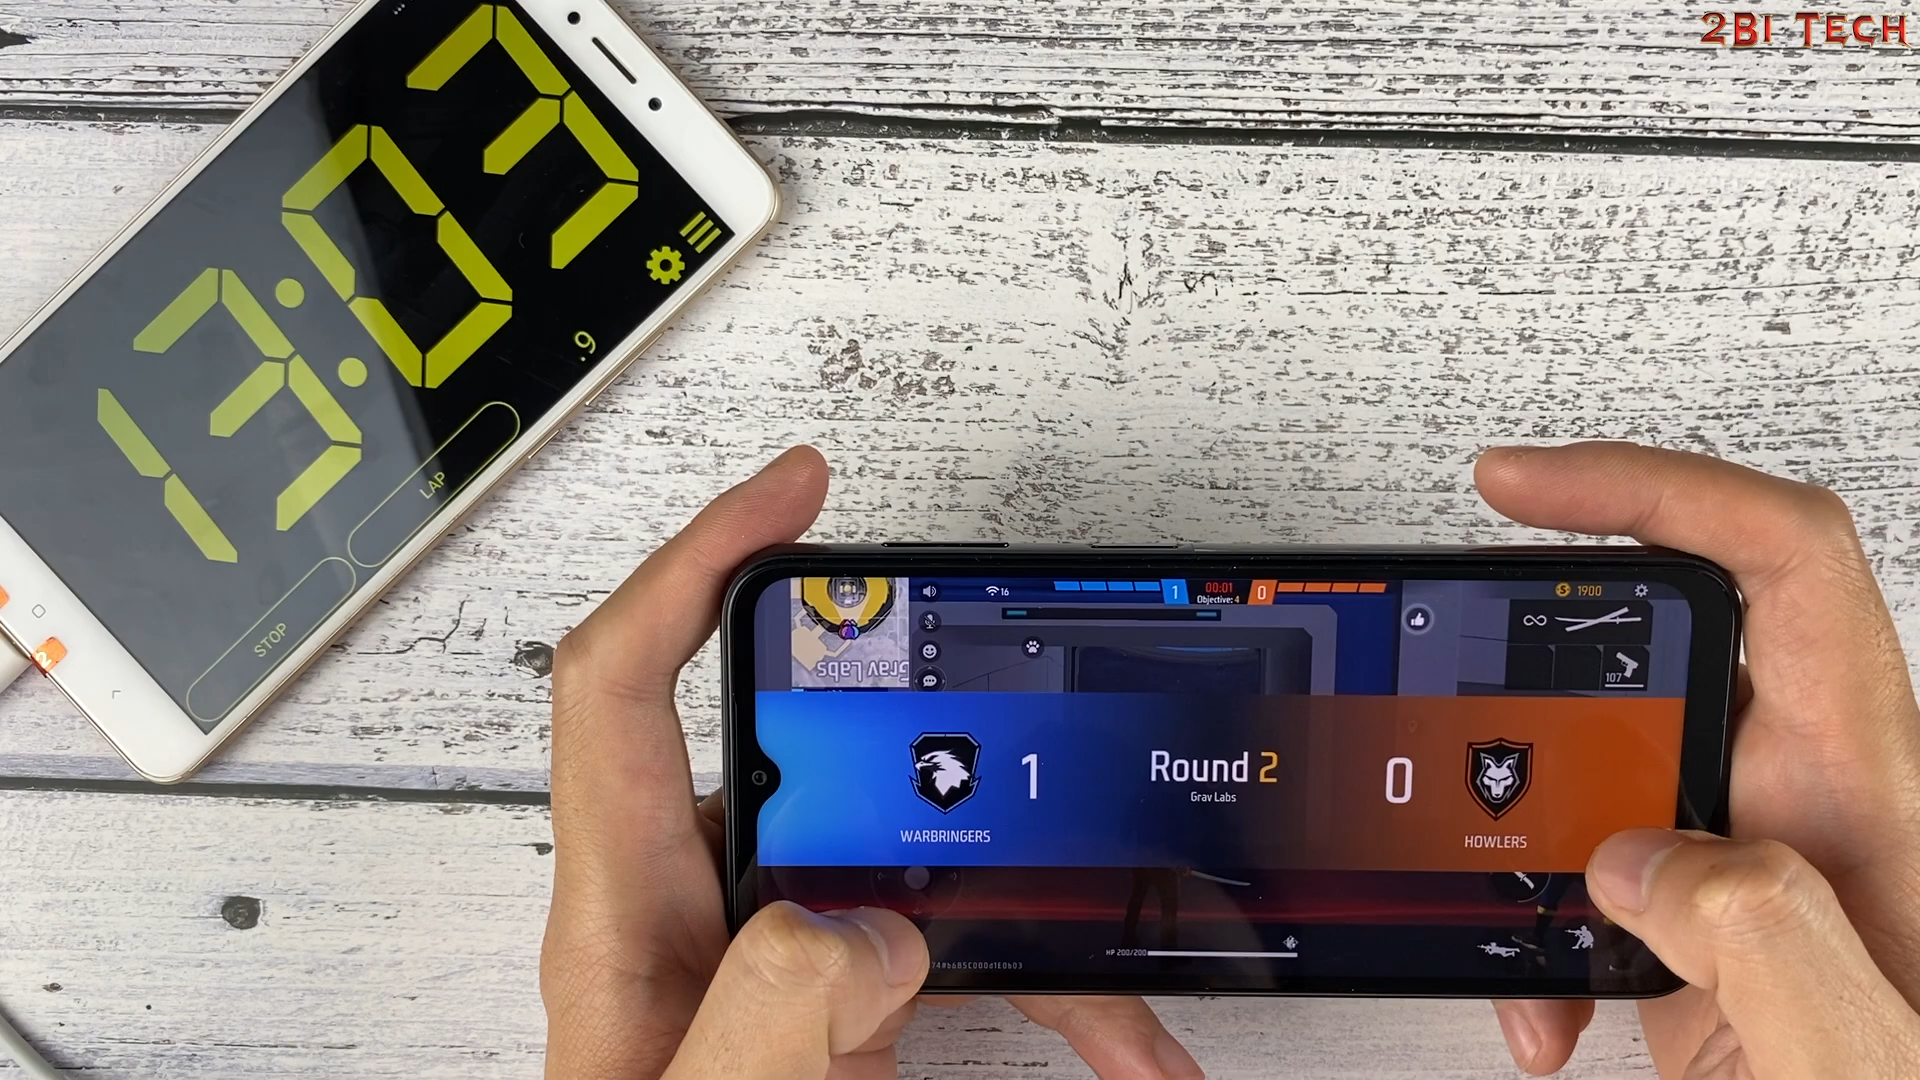 2Bi Tech
13:03
.9
LAP
STOP
16
1
00:01
0
Objective: 4
1900
Grav Labs
107
1
Round 2
0
Grav Labs
WARBRINGERS
HOWLERS
HP 200/200